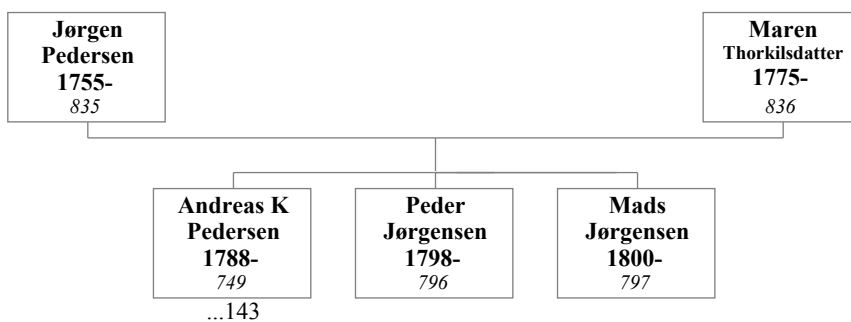 Jørgen
Pedersen
1755-
835
Maren
Thorkilsdatter
1775-
836
Andreas K
Pedersen
1788-
749
...143
Peder
Jørgensen
1798-
796
Mads
Jørgensen
1800-
797